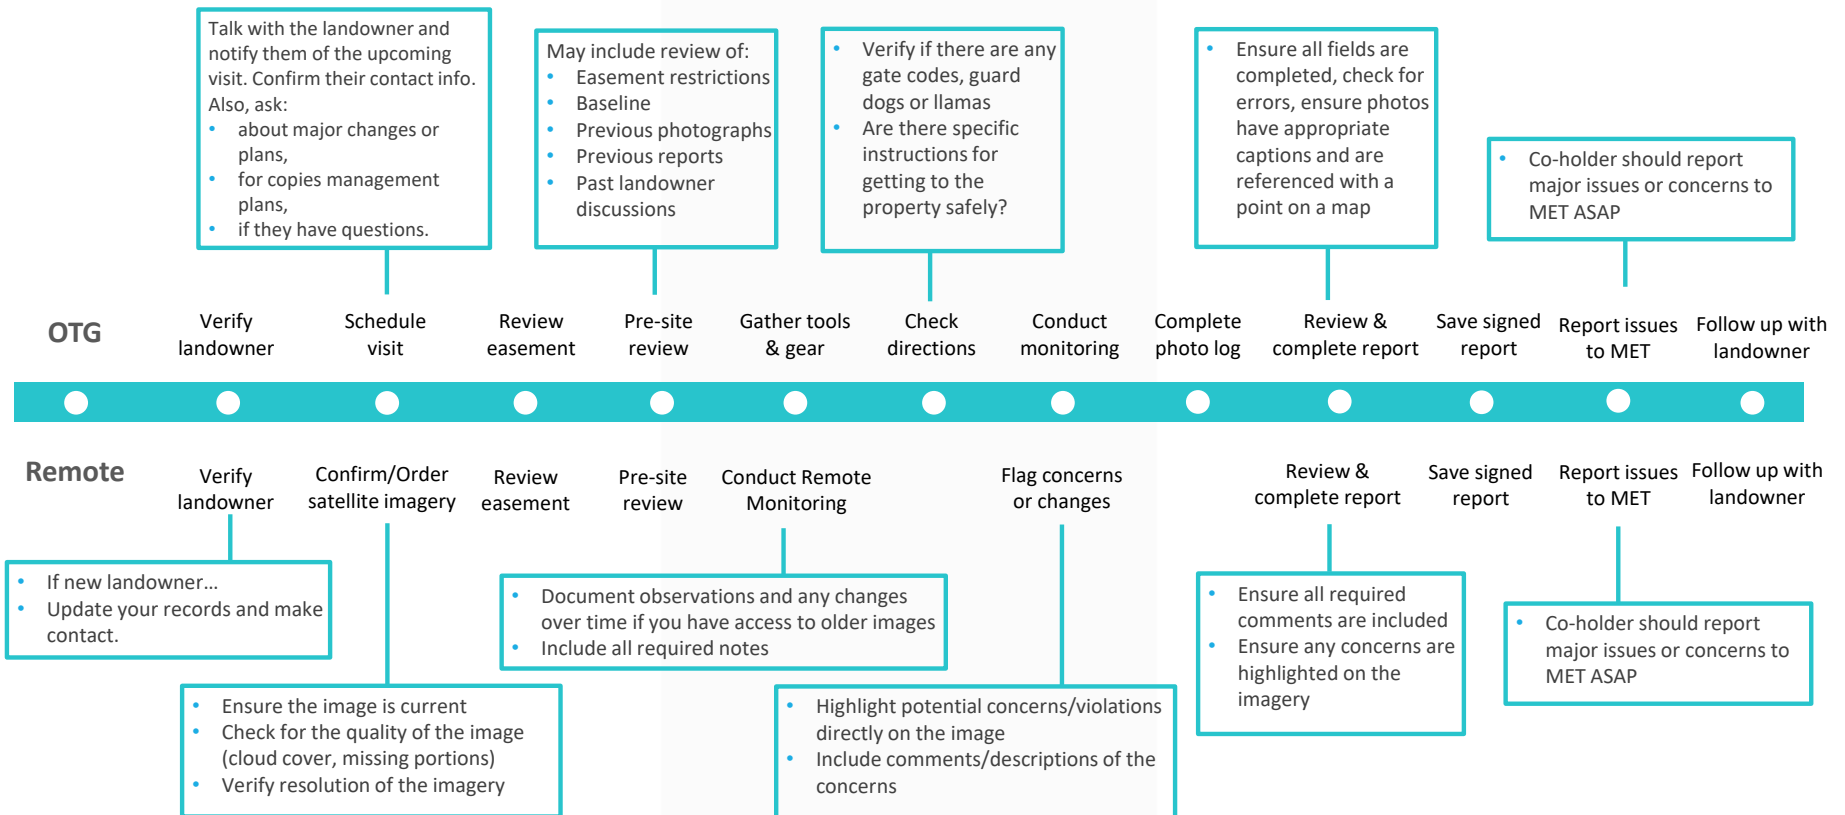 Talk with the landowner and
notify them of the upcoming
visit. Confirm their contact info.
Also, ask:
• about major changes or
plans,
• for copies management
plans,
• if they have questions.
May include review of:
• Easement restrictions
• Baseline
• Previous photographs
• Previous reports
• Past landowner
discussions
• Verify if there are any
gate codes, guard
dogs or llamas
• Are there specific
instructions for
getting to the
property safely?
• Ensure all fields are
completed, check for
errors, ensure photos
have appropriate
captions and are
referenced with a
point on a map
• Co-holder should report
major issues or concerns to
MET ASAP
OTG
Verify
landowner
Schedule
visit
Review
easement
Pre-site
review
Gather tools
& gear
Check
directions
Conduct
monitoring
Complete
photo log
Review &
complete report
Save signed
report
Report issues
to MET
Follow up with
landowner
Remote
Verify
landowner
Confirm/Order
satellite imagery
Review
easement
Pre-site
review
Conduct Remote
Monitoring
Flag concerns
or changes
Review &
complete report
Save signed
report
Report issues
to MET
Follow up with
landowner
• If new landowner…
• Update your records and make
contact.
• Ensure the image is current
• Check for the quality of the image
(cloud cover, missing portions)
• Verify resolution of the imagery
• Document observations and any changes
over time if you have access to older images
• Include all required notes
• Highlight potential concerns/violations
directly on the image
• Include comments/descriptions of the
concerns
• Ensure all required
comments are included
• Ensure any concerns are
highlighted on the
imagery
• Co-holder should report
major issues or concerns to
MET ASAP